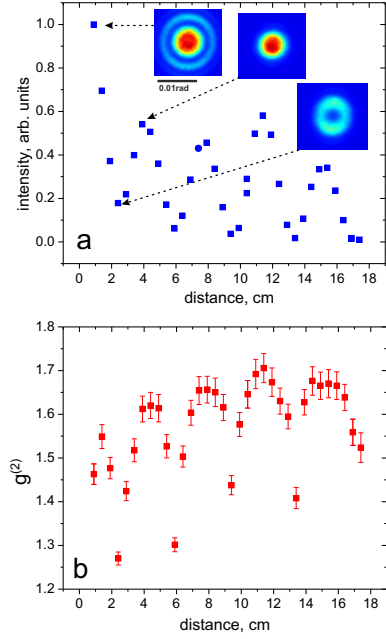 1.0
0.8
0.6
0.4
0.2
0.0
intensity, arb. units
0.01rad
a
0 2 4 6 8 10 12 14 16 18
distance, cm
1.8
1.7
1.6
1.5
1.4
1.3
1.2
g(2)
b
0 2 4 6 8 10 12 14 16 18
distance, cm